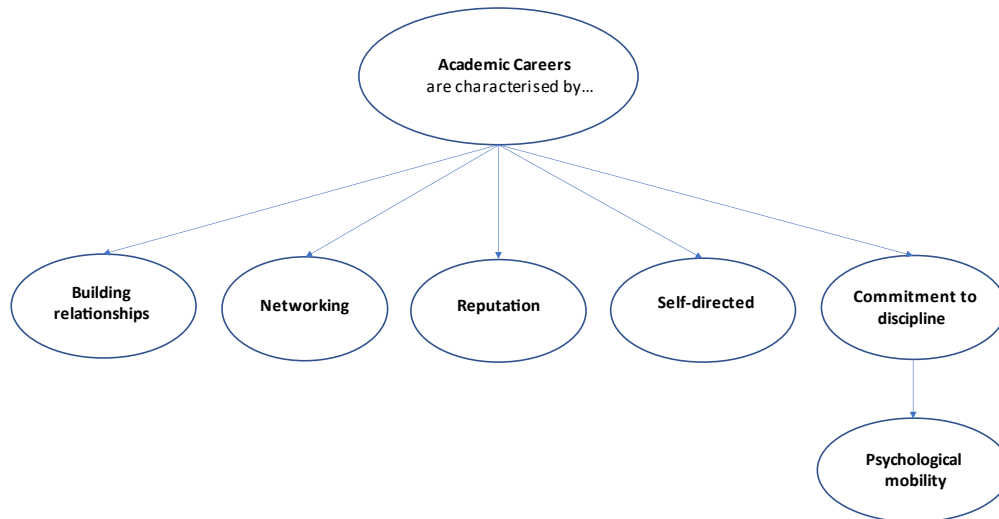 Academic Careers
are characterised by…
Building
relationships
Networking
Reputation
Self-directed
Commitment to
discipline
Psychological
mobility